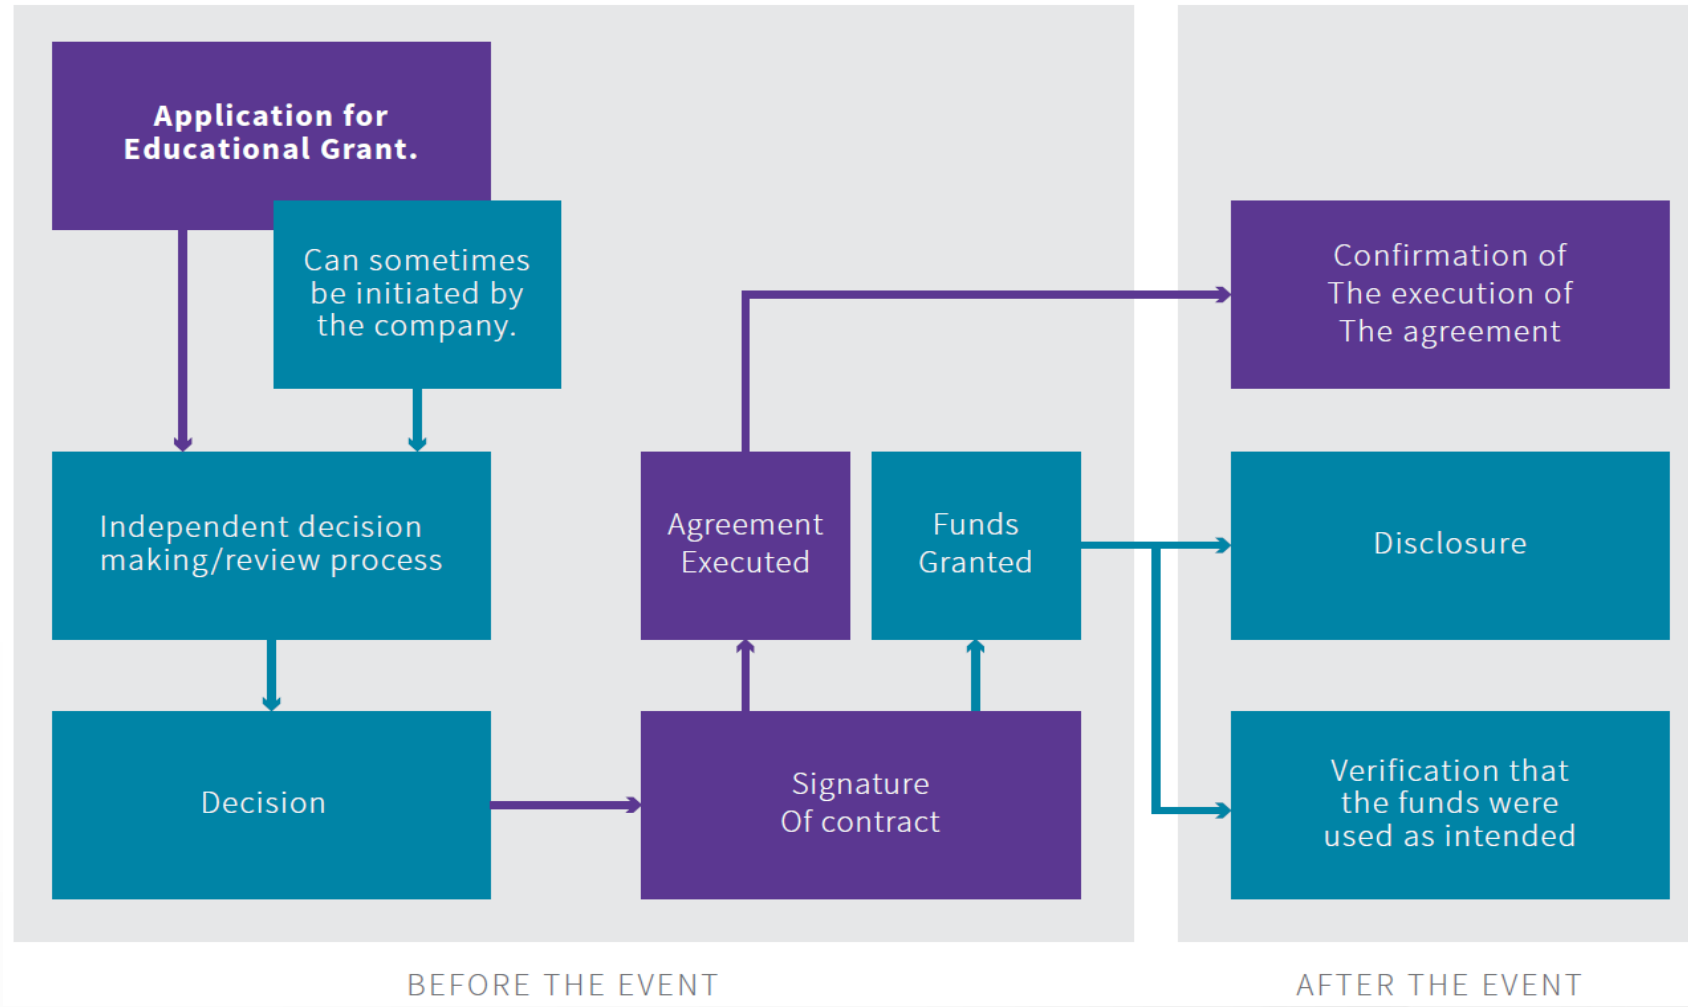 Application for
Educational Grant.
Can sometimes
be initiated by
the company.
Independent decision
making/review process
Decision
Agreement
Executed
Funds
Granted
Signature
Of contract
Confirmation of
The execution of
The agreement
Disclosure
Verification that
the funds were
used as intended
BEFORE THE EVENT
AFTER THE EVENT